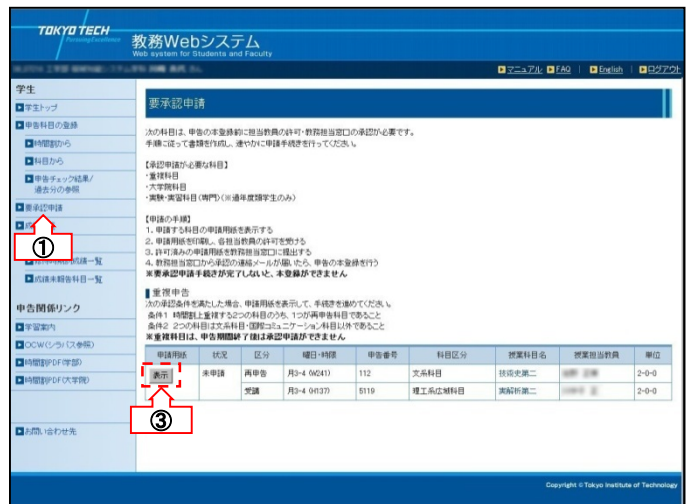 TOKYO TECH
Pursuing Excellence
教務Webシステム
Web system for Students and Faculty
マニュアル FAQ English ログアウト
学生
学生トップ
申告科目の登録
時間割から
科目から
申告チェック結果/
過去分の参照
要承認申請
①
成績未報告科目一覧
申告関係リンク
学習案内
OCW(シラバス参照)
時間割PDF(学部)
時間割PDF(大学院)
お問い合わせ先
要承認申請
次の科目は、申告の本登録前に担当教員の許可・教務担当窓口の承認が必要です。
手順に従って書類を作成し、速やかに申請手続きを行ってください。
【承認申請が必要な科目】
・重複科目
・大学院科目
・実験・実習科目(専門)(※過年度類学生のみ)
【申請の手順】
1. 申請する科目の申請用紙を表示する
2. 申請用紙を印刷し、各担当教員の許可を受ける
3. 許可済みの申請用紙を教務担当窓口に提出する
4. 教務担当窓口から承認の連絡メールが届いたら、申告の本登録を行う
※要承認申請手続きが完了しないと、本登録ができません
重複申告
次の承認条件を満たした場合、申請用紙を表示して、手続きを進めてください。
条件1 時間割上重複する2つの科目のうち、1つが再申告科目であること
条件2 2つの科目は文系科目・国際コミュニケーション科目以外であること
※重複科目は、申告期間終了後は承認申請ができません
申請用紙 状況 区分 曜日・時限 申告番号 科目区分 授業科目名 授業担当教員 単位
表示 未申請 再申告 月3-4 (W241) 112 文系科目 技術史第二 2-0-0
受講 月3-4 (H137) 5119 理工系広域科目 実解析第二 2-0-0
③
Copyright © Tokyo Institute of Technology